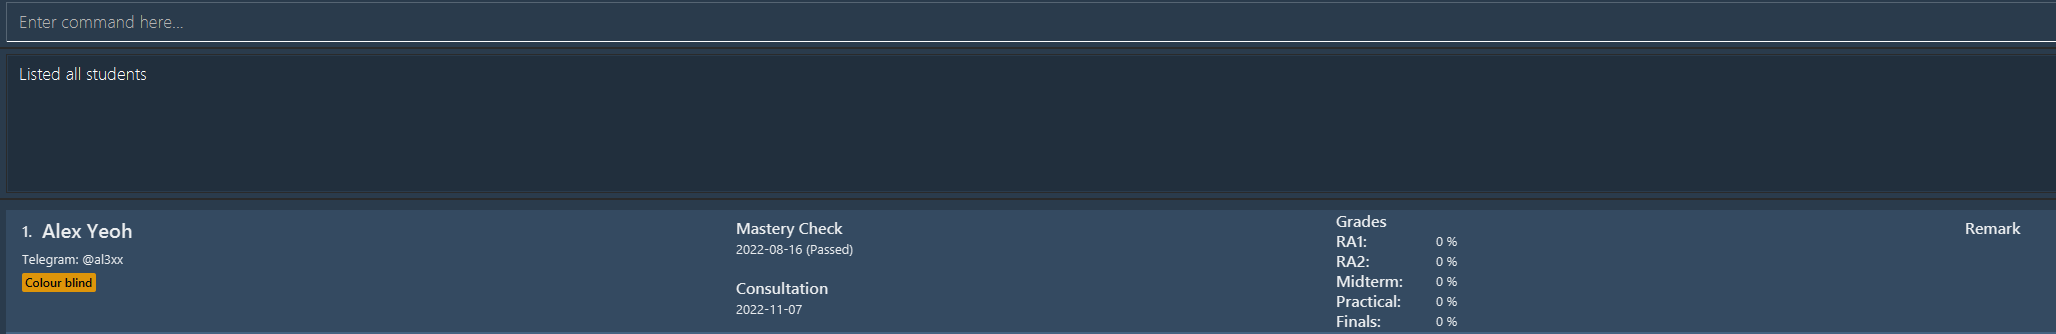 Enter command here...
Listed all students
1. Alex Yeoh
Telegram: @al3xx
Colour blind
Mastery Check
2022-08-16 (Passed)
Consultation
2022-11-07
Grades
RA1: 0 %
RA2: 0 %
Midterm: 0 %
Practical: 0 %
Finals: 0 %
Remark